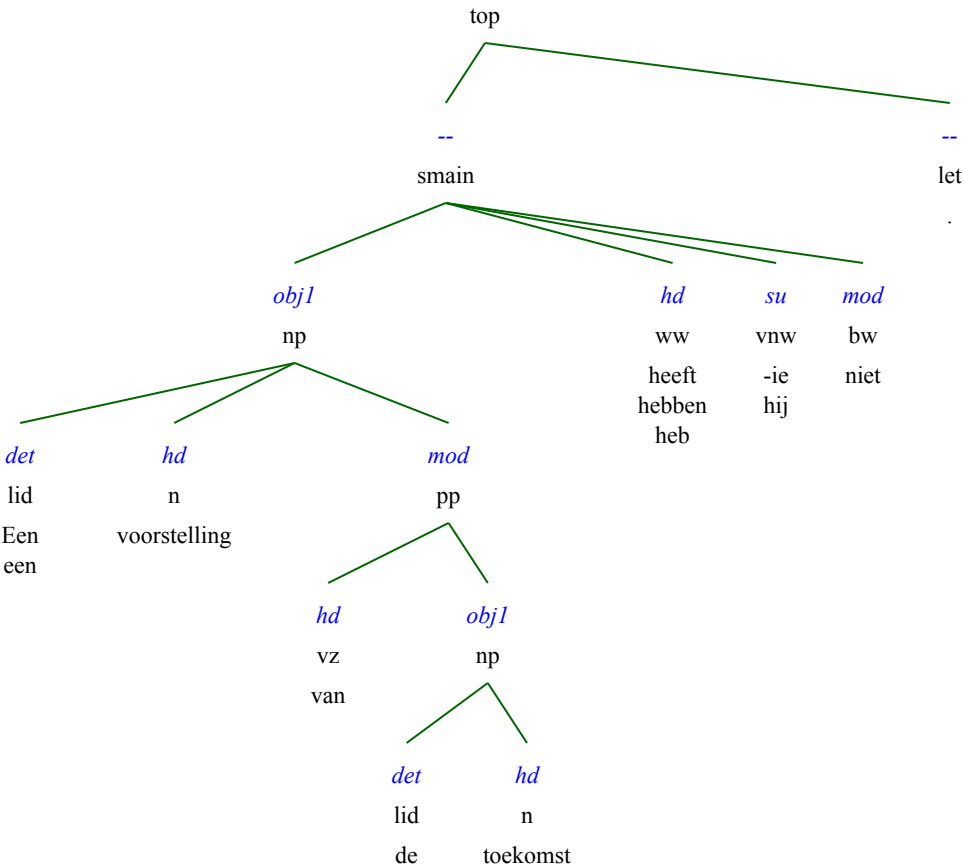 top
-- --
smain let
.
obj1 hd su mod
np ww vnw bw
heeft -ie niet
hebben hij
heb
det hd mod
lid n pp
Een voorstelling
een
hd obj1
vz np
van
det hd
lid n
de toekomst